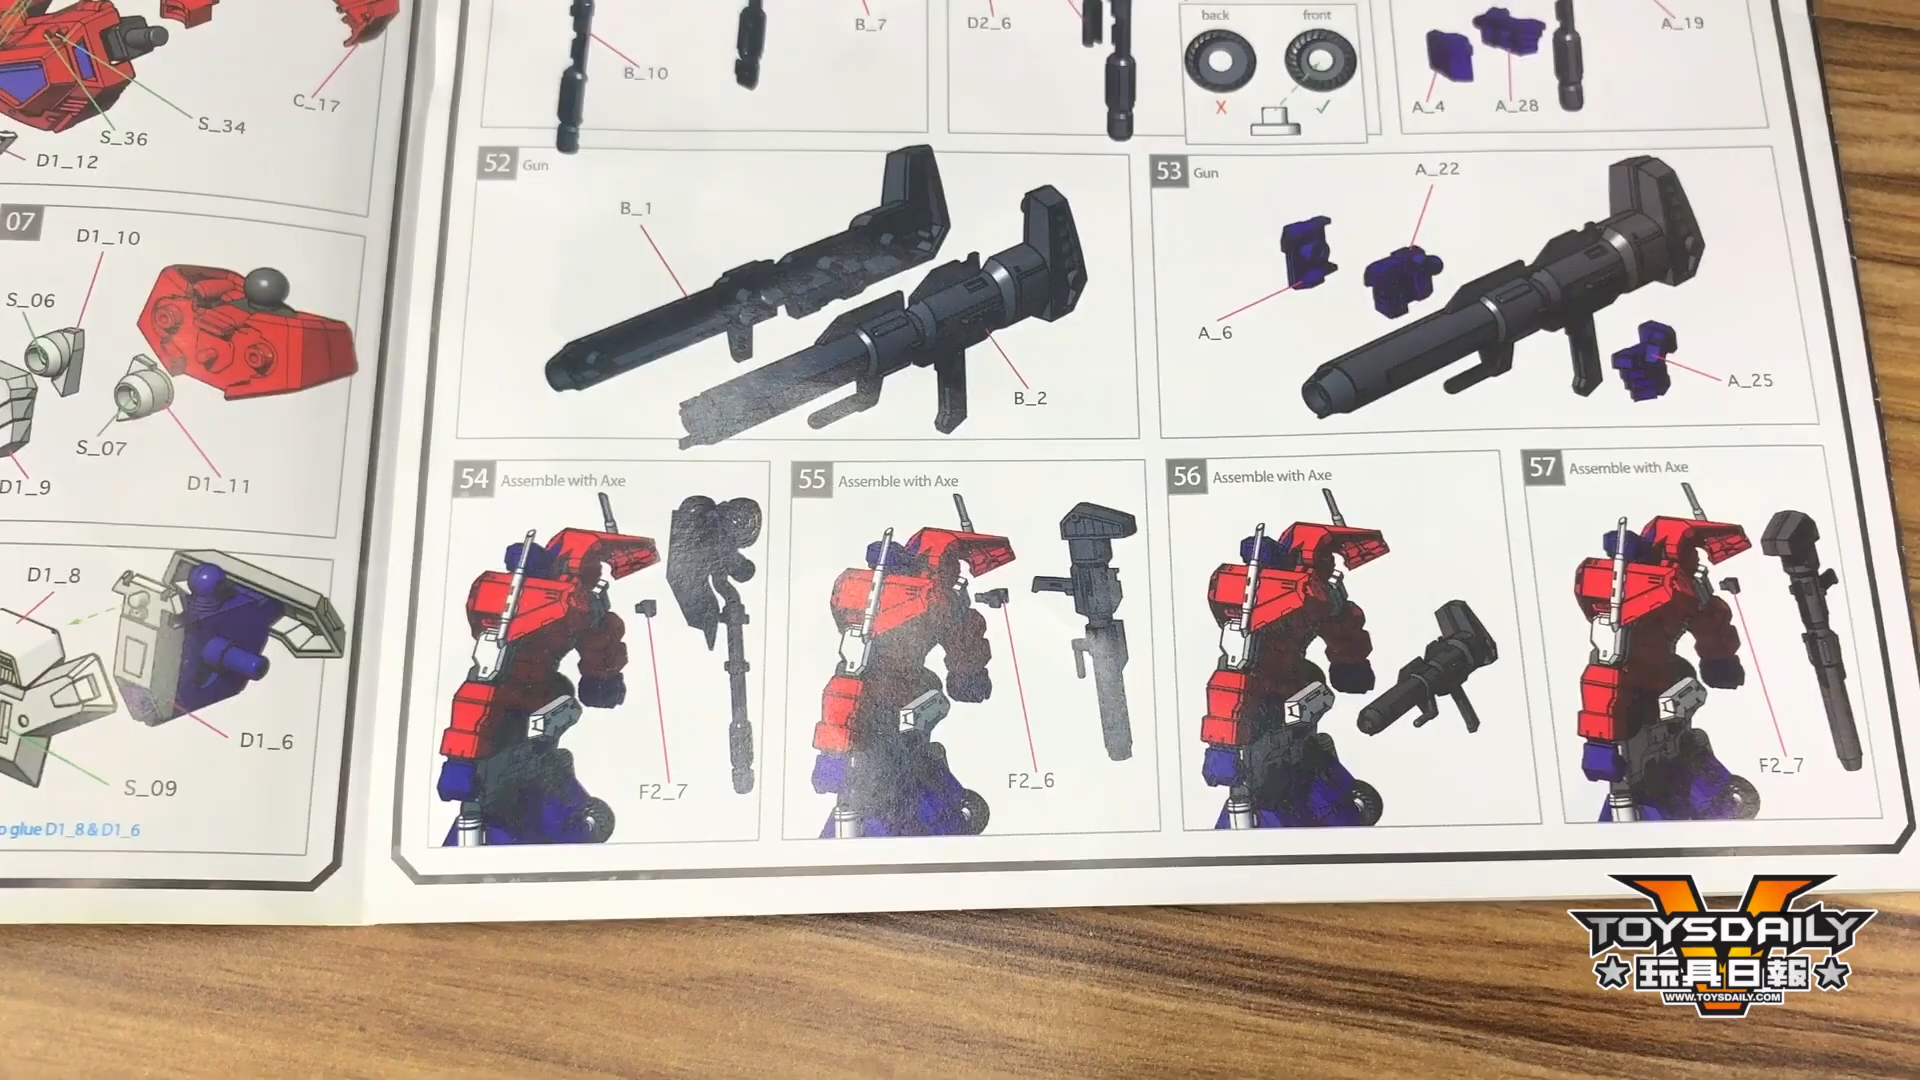 S_36
S_34
C_17
D1_12
07
D1_10
S_06
S_07
D1_9
D1_11
D1_8
D1_6
S_09
glue D1_8 & D1_6
B_10
B_7
D2_6
back
front
X
✓
A_4
A_28
A_19
52 Gun
B_1
B_2
53 Gun
A_22
A_6
A_25
54 Assemble with Axe
F2_7
55 Assemble with Axe
F2_6
56 Assemble with Axe
57 Assemble with Axe
F2_7
TOYSDAILY
玩具日報
WWW.TOYSDAILY.COM